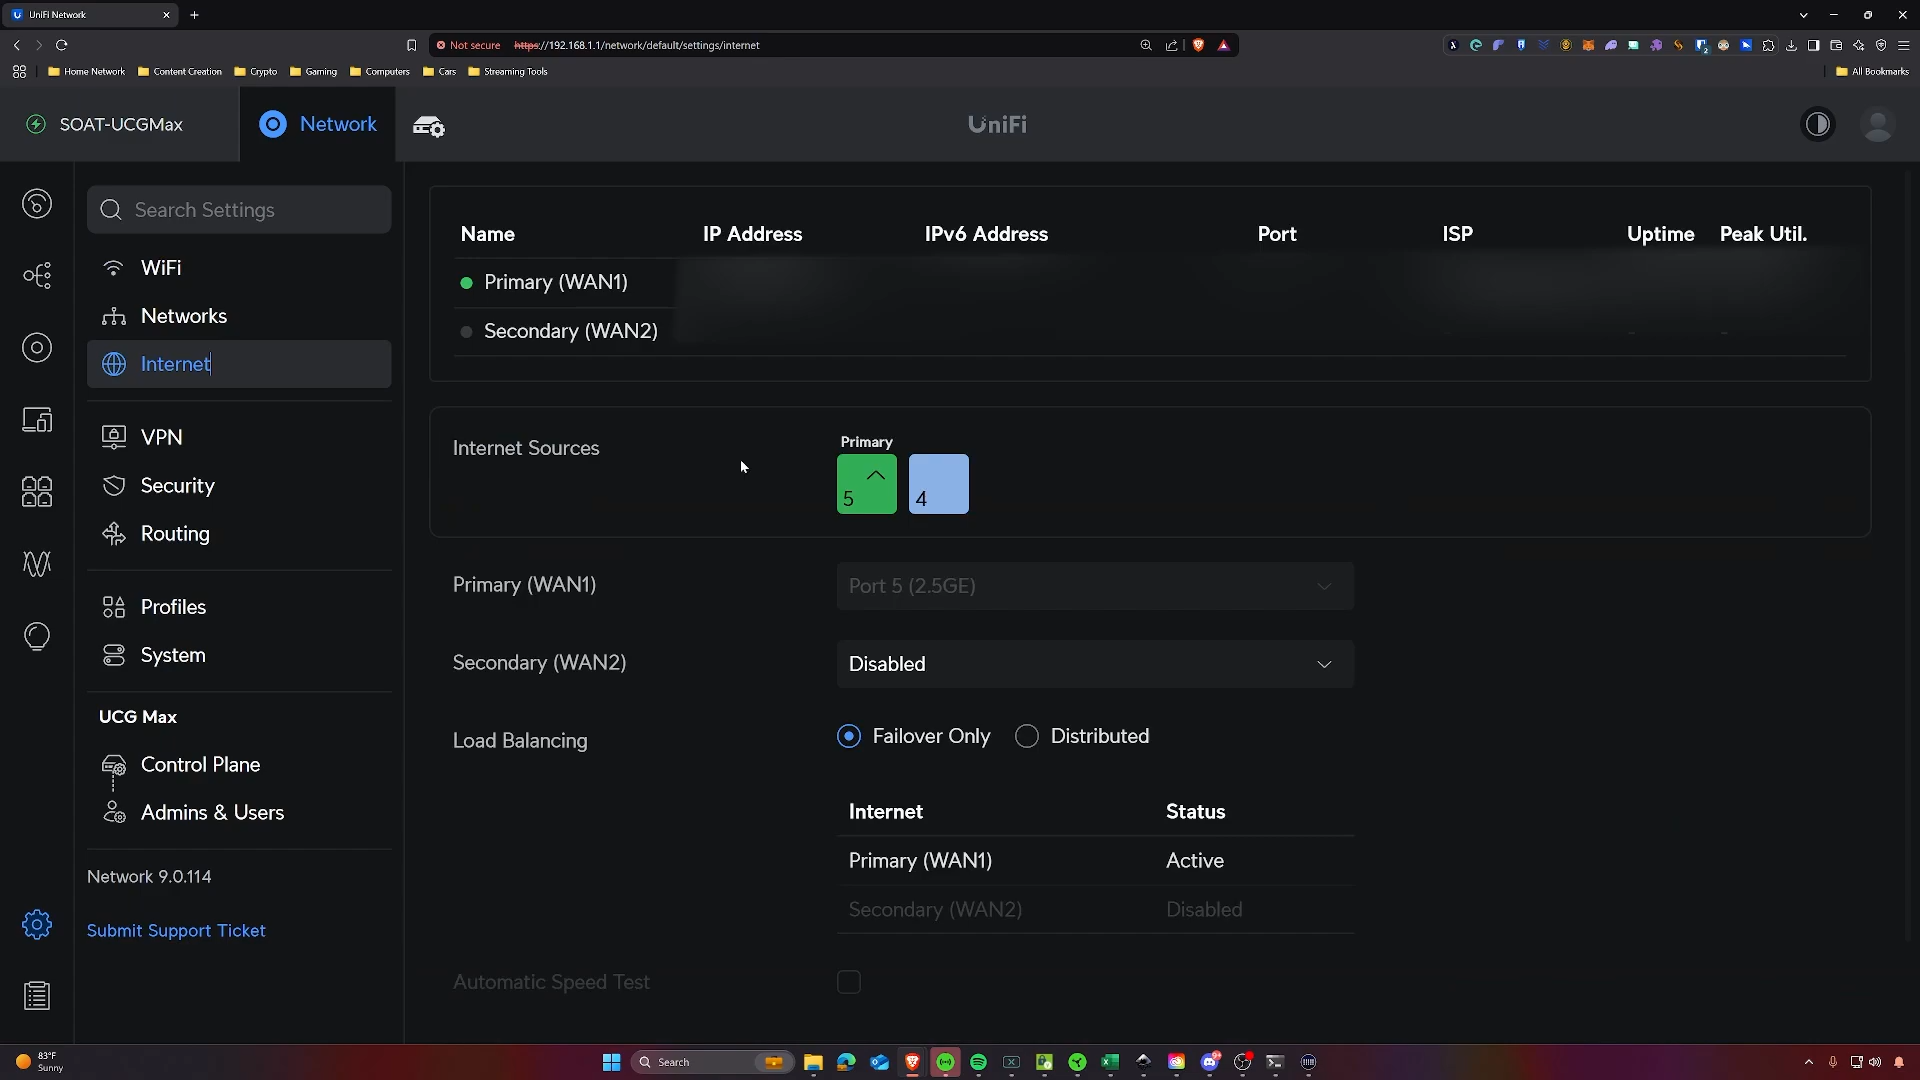 UniFi Network
Not secure https://192.168.1.1/network/default/settings/internet
Home Network Content Creation Crypto Gaming Computers Cars Streaming Tools All Bookmarks
SOAT-UCGMax Network UniFi
Search Settings
WiFi
Networks
Internet
VPN
Security
Routing
Profiles
System
UCG Max
Control Plane
Admins & Users
Network 9.0.114
Submit Support Ticket
Name IP Address IPv6 Address Port ISP Uptime Peak Util.
Primary (WAN1)
Secondary (WAN2)
Internet Sources
Primary
5 4
Primary (WAN1) Port 5 (2.5GE)
Secondary (WAN2) Disabled
Load Balancing Failover Only Distributed
Internet Status
Primary (WAN1) Active
Secondary (WAN2) Disabled
Automatic Speed Test
83°F
Sunny
Search